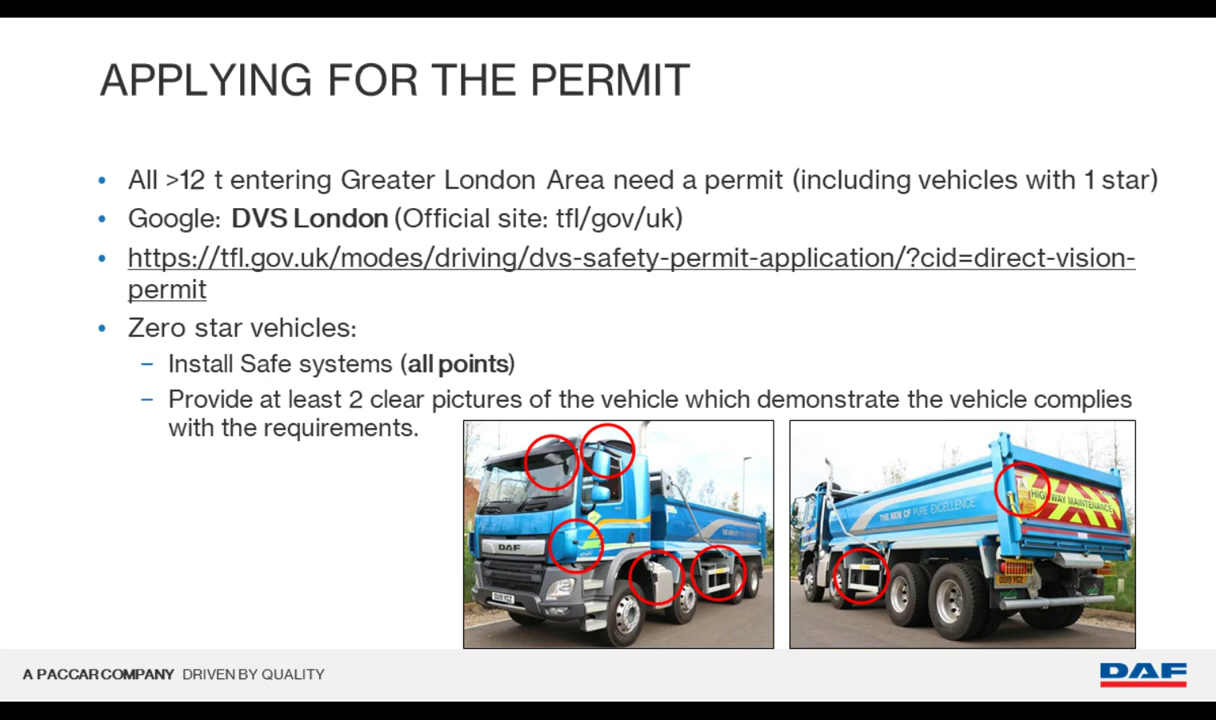 APPLYING FOR THE PERMIT
• All >12 t entering Greater London Area need a permit (including vehicles with 1 star)
• Google: DVS London (Official site: tfl/gov/uk)
• https://tfl.gov.uk/modes/driving/dvs-safety-permit-application/?cid=direct-vision-
permit
• Zero star vehicles:
– Install Safe systems (all points)
– Provide at least 2 clear pictures of the vehicle which demonstrate the vehicle complies
with the requirements.
THE NEW CF PURE EXCELLENCE
HIGHWAY MAINTENANCE
DAF
OU19 YGZ
OU19 YGZ
A PACCAR COMPANY DRIVEN BY QUALITY
DAF